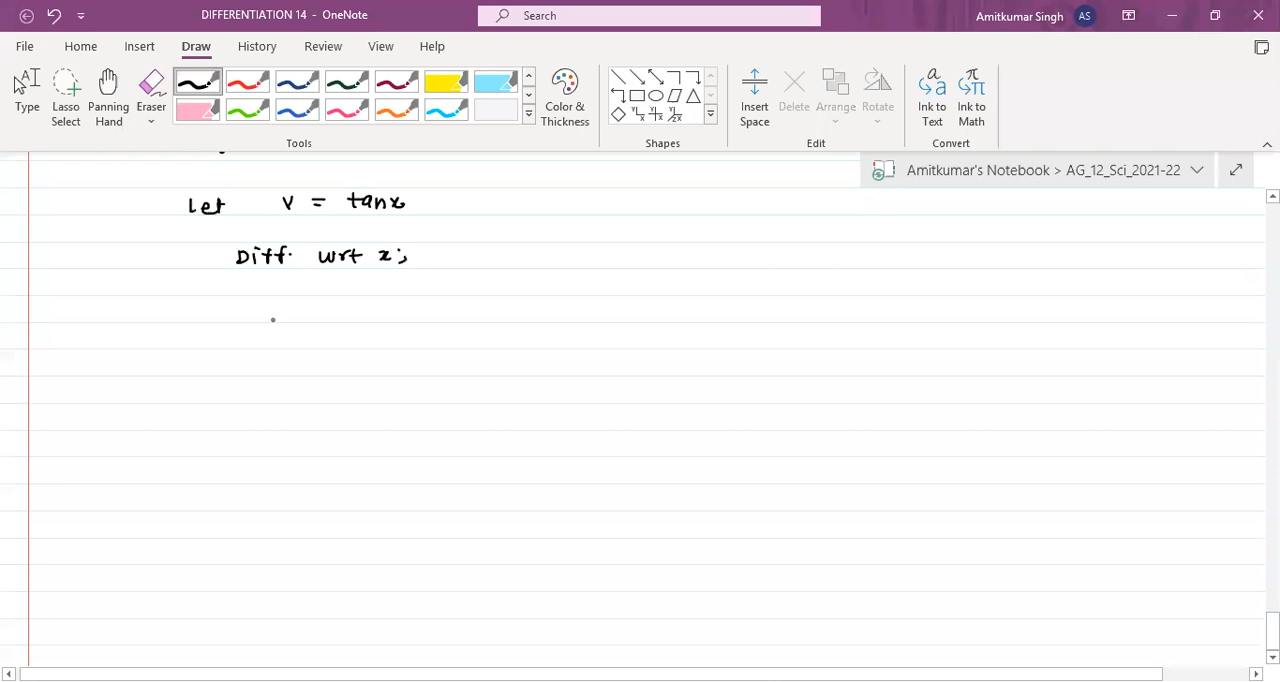 DIFFERENTIATION 14 - OneNote
Search
Amitkumar Singh AS
File Home Insert Draw View History Review View Help
Type
Lasso Select
Panning Hand
Eraser
Color & Thickness
Insert Space
Delete
Arrange
Rotate
Ink to Text
Ink to Math
Tools
Shapes
Edit
Convert
Amitkumar's Notebook > AG_12_Sci_2021-22
Let v = tanx
Diff. wrt x;